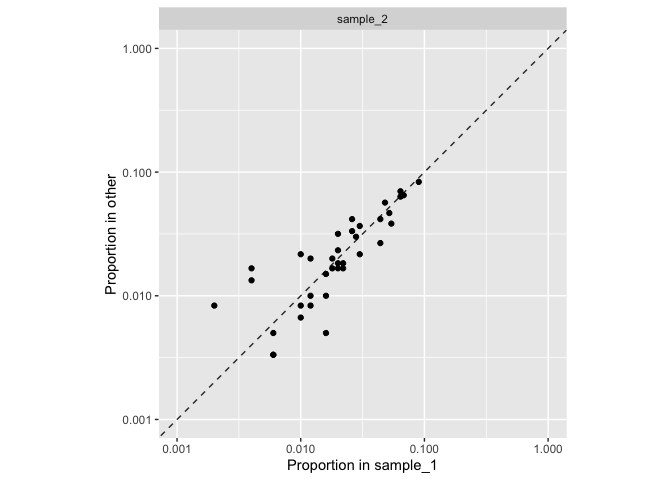 sample_2
1.000
0.100
0.010
0.001
Proportion in other
0.001 0.010 0.100 1.000
Proportion in sample_1